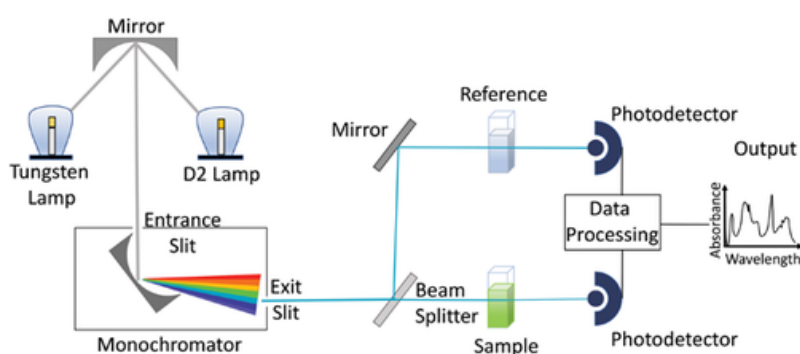 Mirror
Tungsten
Lamp
D2 Lamp
Entrance
Slit
Exit
Slit
Monochromator
Mirror
Reference
Photodetector
Beam
Splitter
Sample
Photodetector
Data
Processing
Output
Absorbance
Wavelength